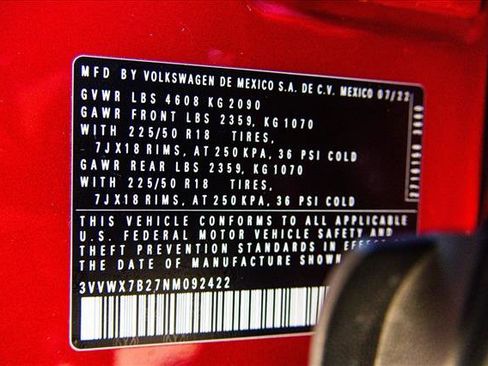 MFD BY VOLKSWAGEN DE MEXICO S.A. DE C.V. MEXICO 07/22
GVWR LBS 4608 KG 2090
GAWR FRONT LBS 2359, KG 1070
WITH 225/50 R18 TIRES,
7JX18 RIMS, AT 250 KPA, 36 PSI COLD
GAWR REAR LBS 2359, KG 1070
WITH 225/50 R18 TIRES,
7JX18 RIMS, AT 250 KPA, 36 PSI COLD
THIS VEHICLE CONFORMS TO ALL APPLICABLE
U.S. FEDERAL MOTOR VEHICLE SAFETY AND
THEFT PREVENTION STANDARDS IN EFFECT
THE DATE OF MANUFACTURE SHOWN
3VVWX7B27NM092422